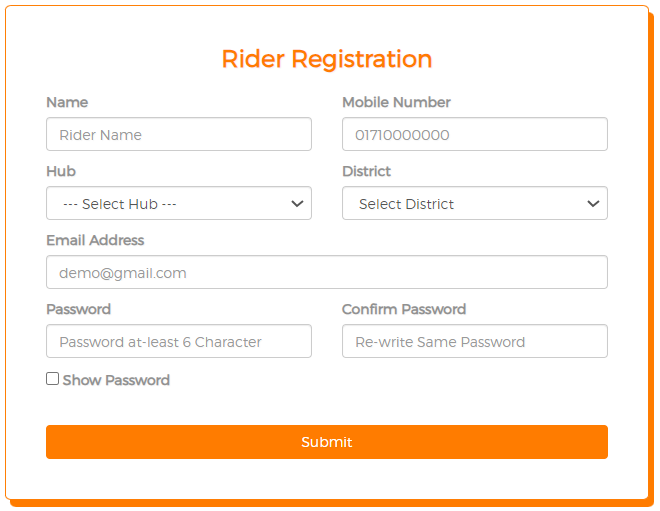 Rider Registration
Name Mobile Number
Rider Name 01710000000
Hub District
--- Select Hub --- Select District
Email Address
demo@gmail.com
Password Confirm Password
Password at-least 6 Character Re-write Same Password
Show Password
Submit